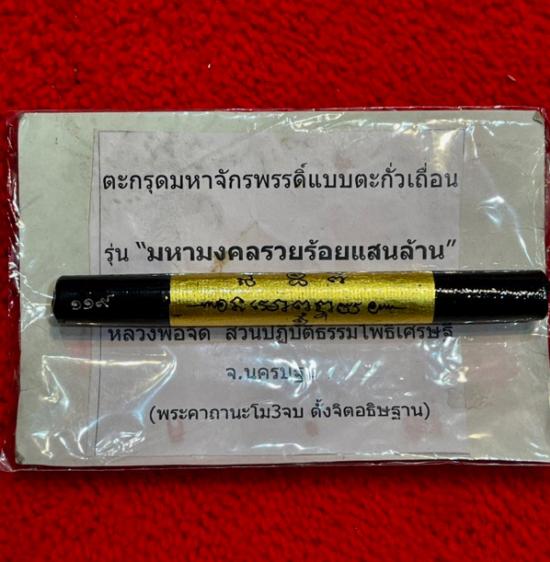 ตะกรุดมหาจักรพรรดิ์แบบตะกั่วเถื่อน
รุ่น “มหามงคลรวยร้อยแสนล้าน”
๑๑๙
หลวงพ่อจืด สวนปฏิบัติธรรมโพธิเศรษฐี
จ.นครปฐม
(พระคาถานะโม3จบ ตั้งจิตอธิษฐาน)